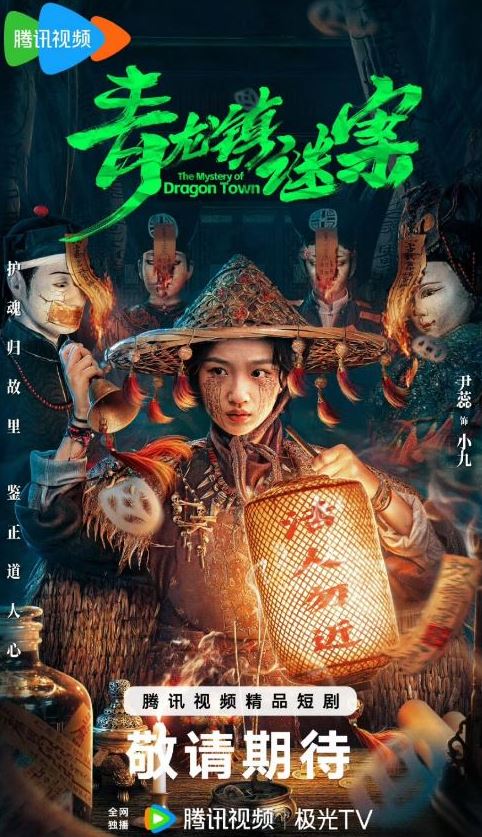 腾讯视频
青龙镇谜案
The Mystery of
Dragon Town
护魂归故里 鉴正道人心
尹蕊 饰 小九
活人勿近
腾讯视频精品短剧
敬请期待
全网
独播
腾讯视频 极光TV